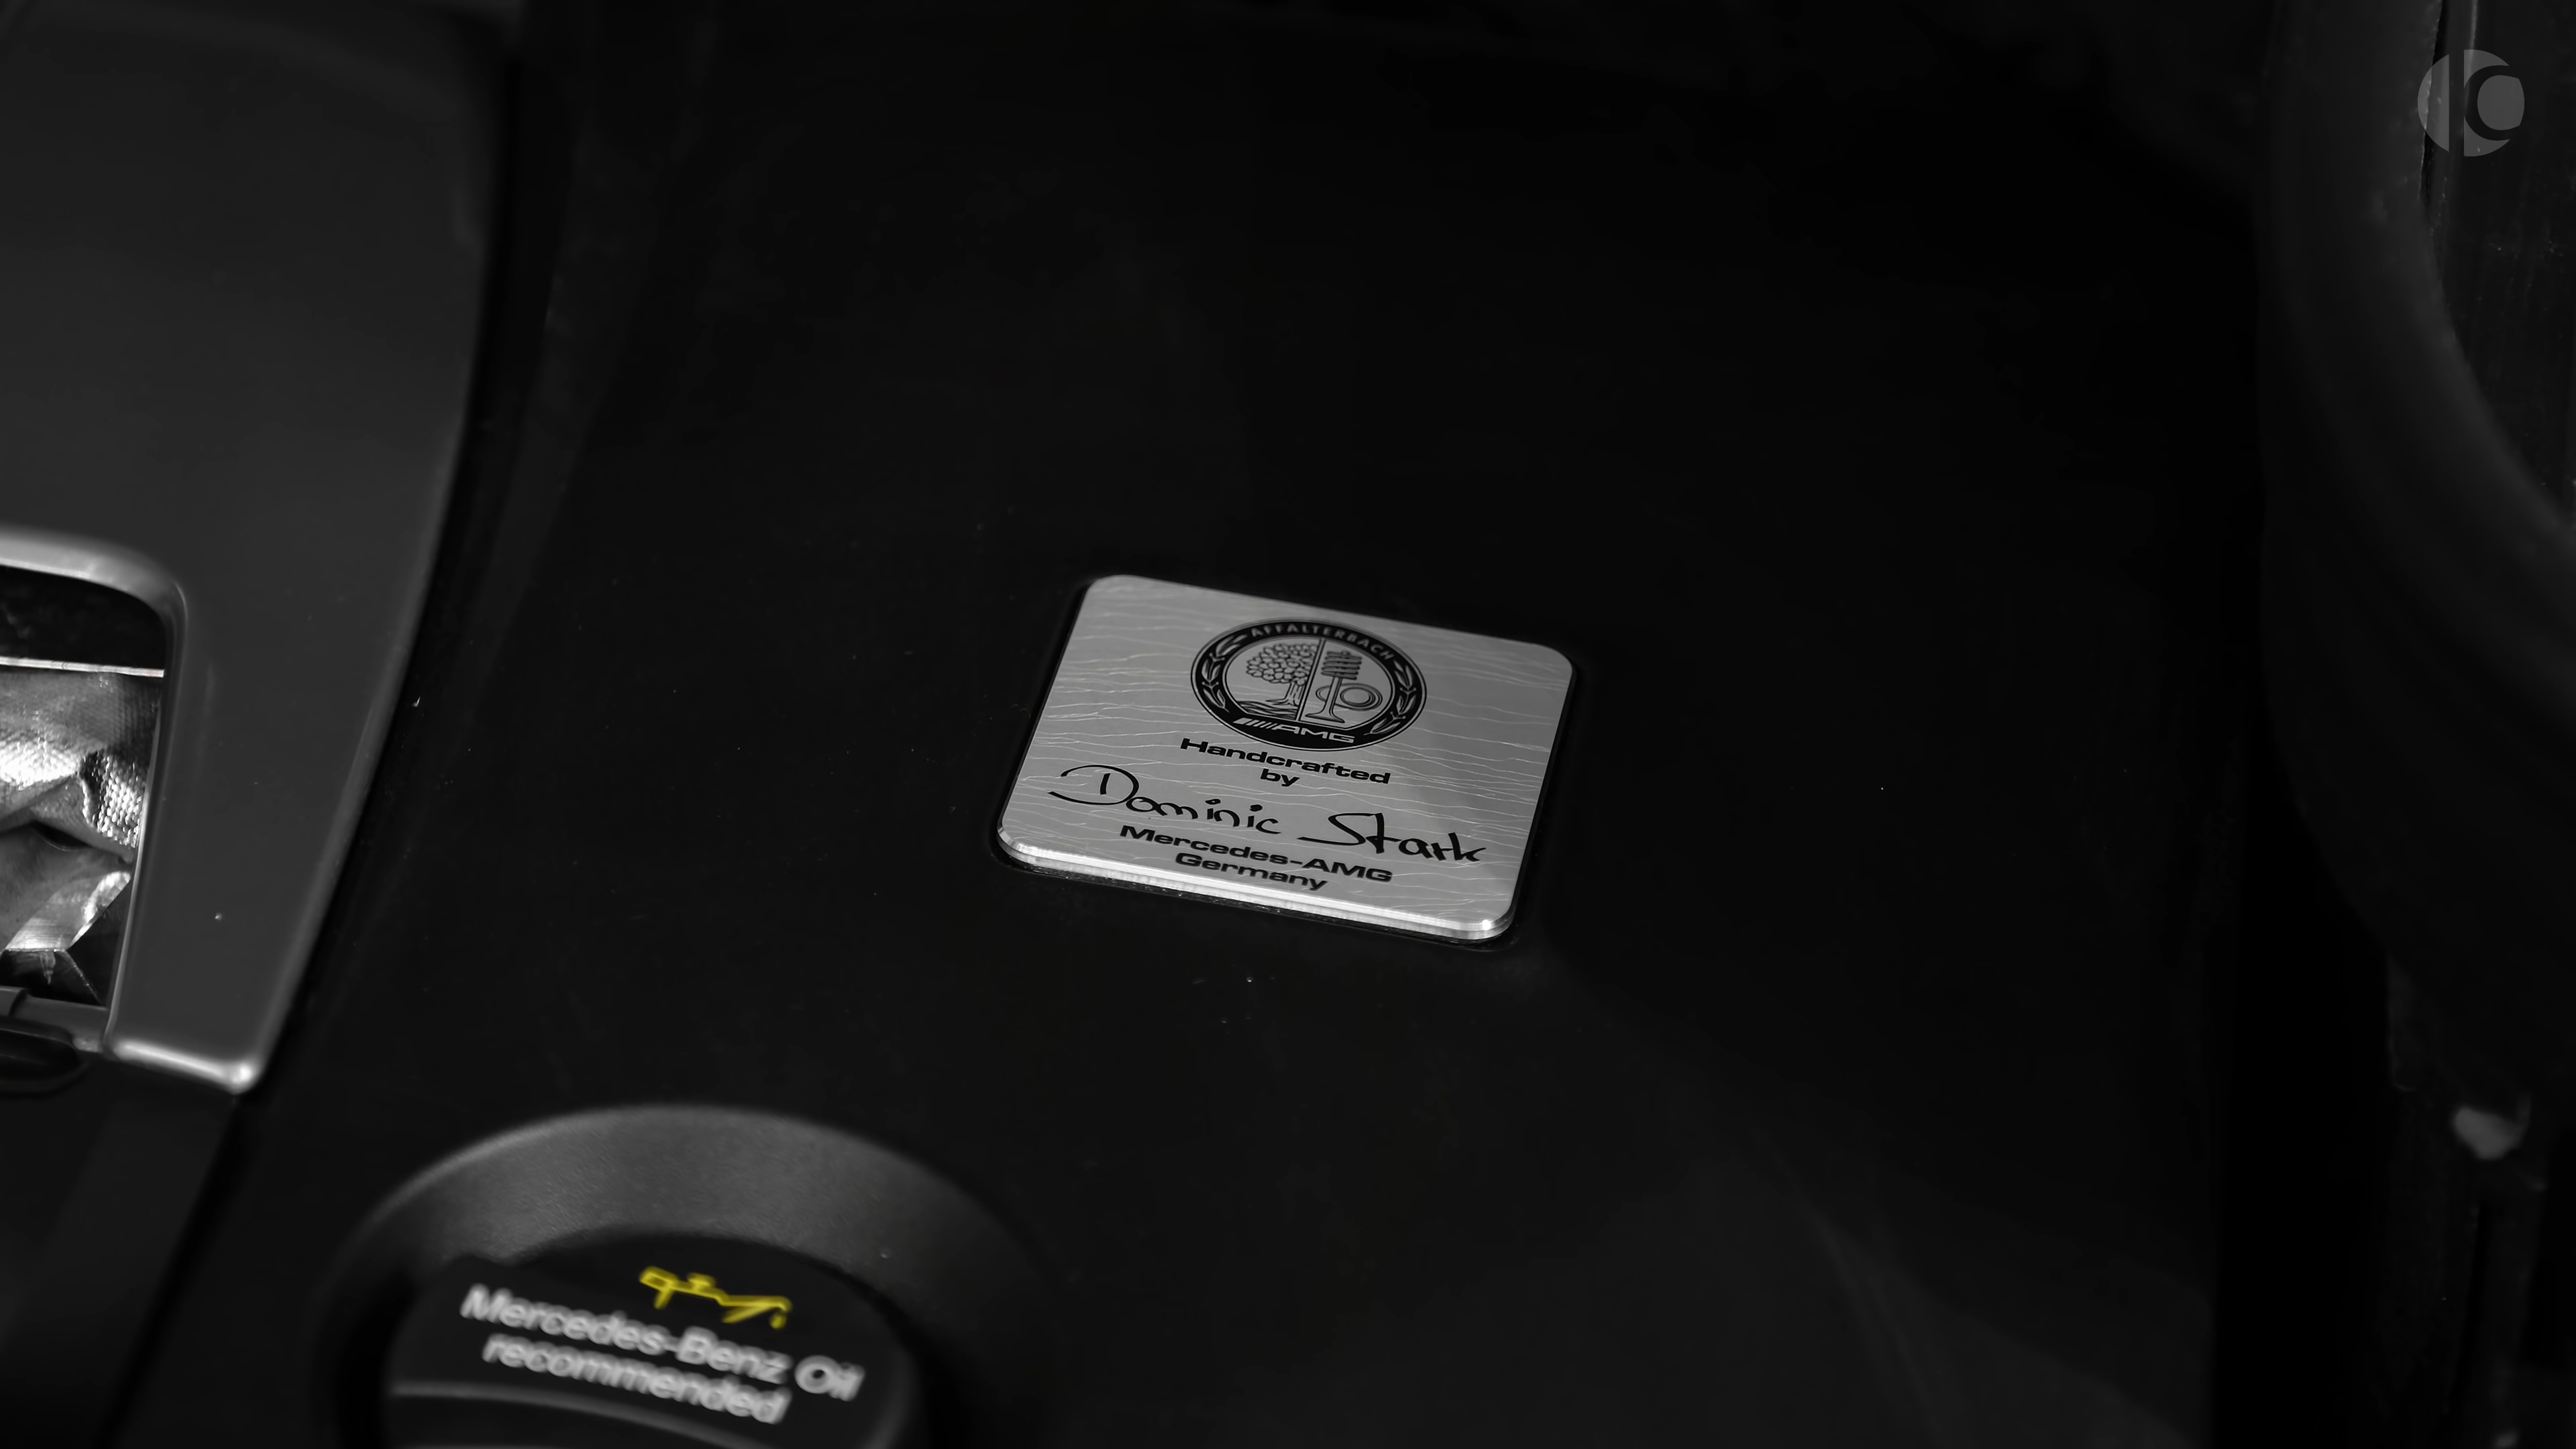 AFFALTERBACH
AMG
Handcrafted
by
Dominic Stark
Mercedes-AMG
Germany
Mercedes-Benz Oil
recommended